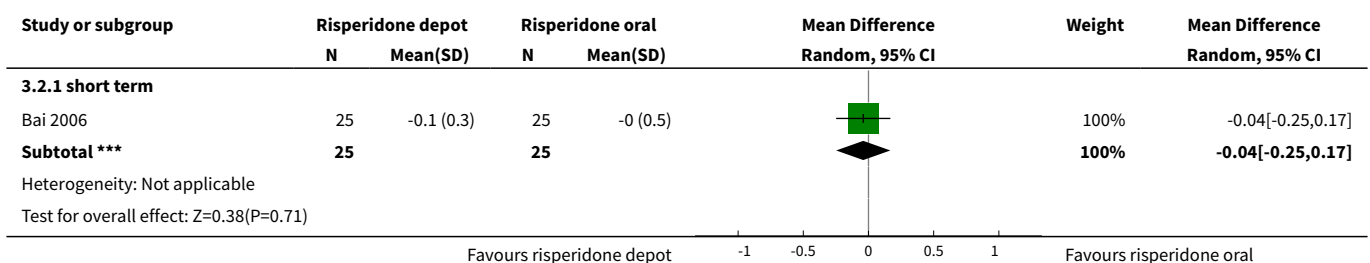 Study or subgroup Risperidone depot Risperidone oral Mean Difference Weight Mean Difference
N Mean(SD) N Mean(SD) Random, 95% CI Random, 95% CI
3.2.1 short term
Bai 2006 25 -0.1 (0.3) 25 -0 (0.5) 100% -0.04[-0.25,0.17]
Subtotal *** 25 25 100% -0.04[-0.25,0.17]
Heterogeneity: Not applicable
Test for overall effect: Z=0.38(P=0.71)
Favours risperidone depot -1 -0.5 0 0.5 1 Favours risperidone oral